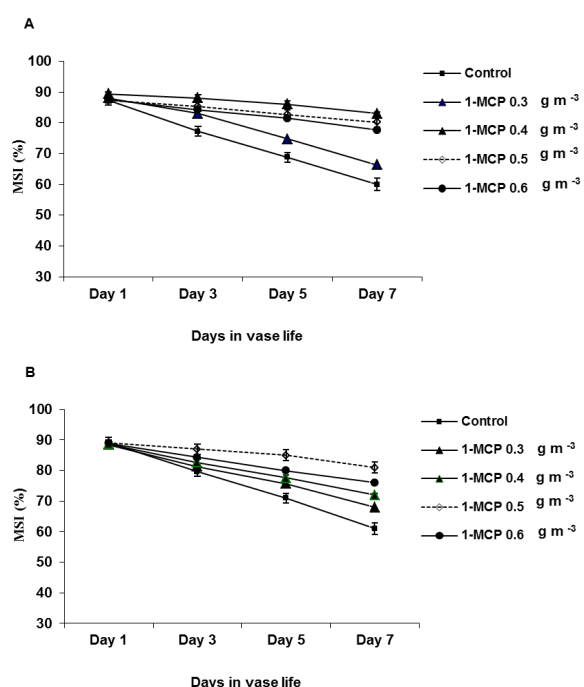 A
100
90
80
70
60
50
40
30
MSI (%)
Day 1 Day 3 Day 5 Day 7
Days in vase life
Control
1-MCP 0.3 g m -3
1-MCP 0.4 g m -3
1-MCP 0.5 g m -3
1-MCP 0.6 g m -3
B
100
90
80
70
60
50
40
30
MSI (%)
Day 1 Day 3 Day 5 Day 7
Days in vase life
Control
1-MCP 0.3 g m -3
1-MCP 0.4 g m -3
1-MCP 0.5 g m -3
1-MCP 0.6 g m -3